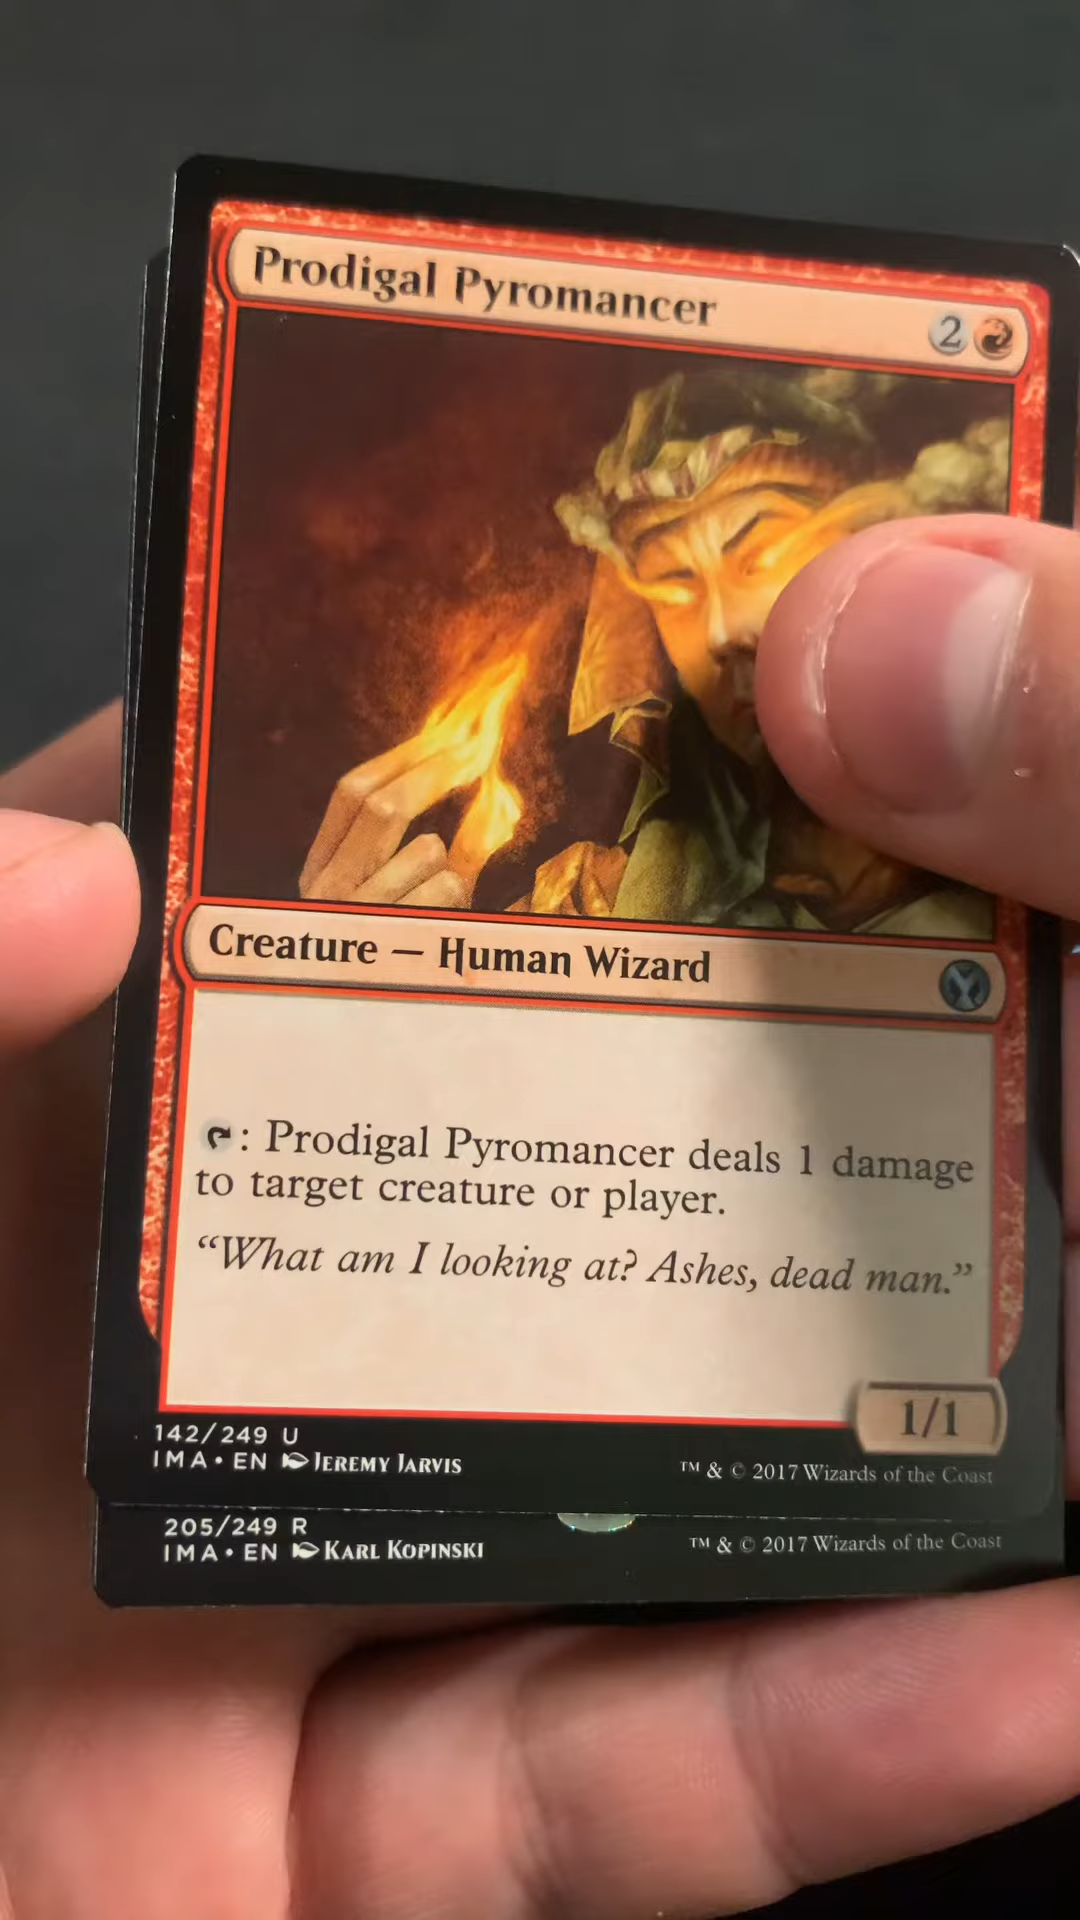 Prodigal Pyromancer
2
Creature — Human Wizard
: Prodigal Pyromancer deals 1 damage
to target creature or player.
“What am I looking at? Ashes, dead man.”
1/1
142/249 U
IMA • EN JEREMY JARVIS
™ & © 2017 Wizards of the Coast
205/249 R
IMA • EN KARL KOPINSKI
™ & © 2017 Wizards of the Coast